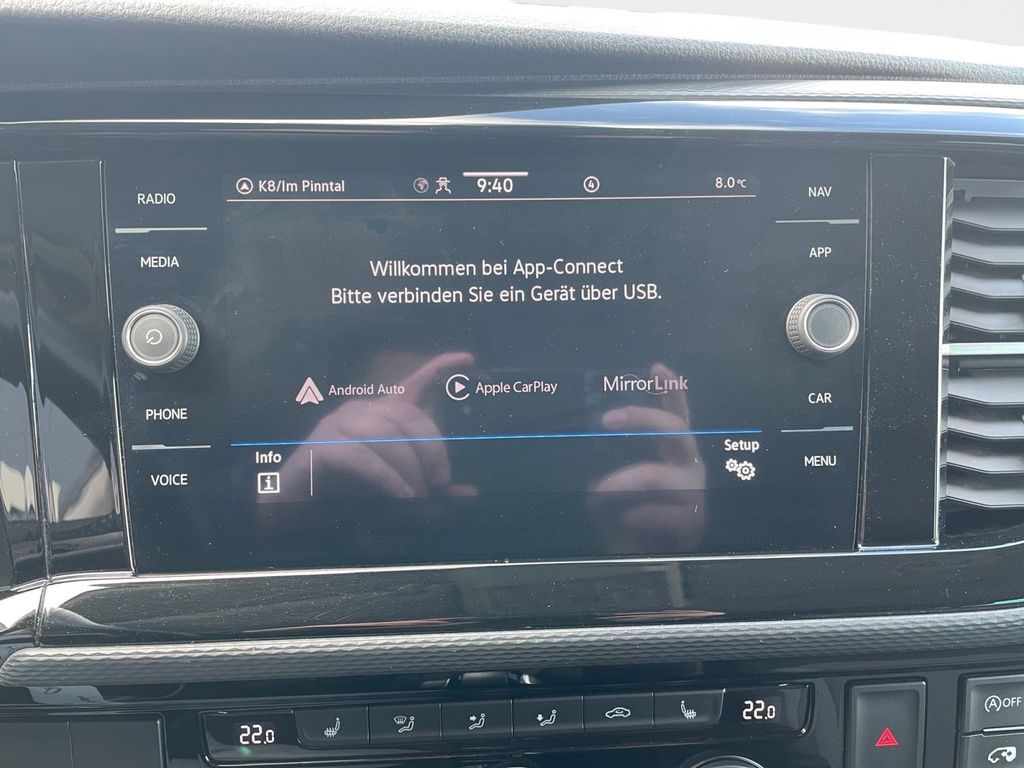 K8/Im Pinntal
9:40
4
8.0°C
RADIO
MEDIA
PHONE
VOICE
NAV
APP
CAR
MENU
Willkommen bei App-Connect
Bitte verbinden Sie ein Gerät über USB.
Android Auto
Apple CarPlay
MirrorLink
Info
i
Setup
22.0
22.0
A OFF